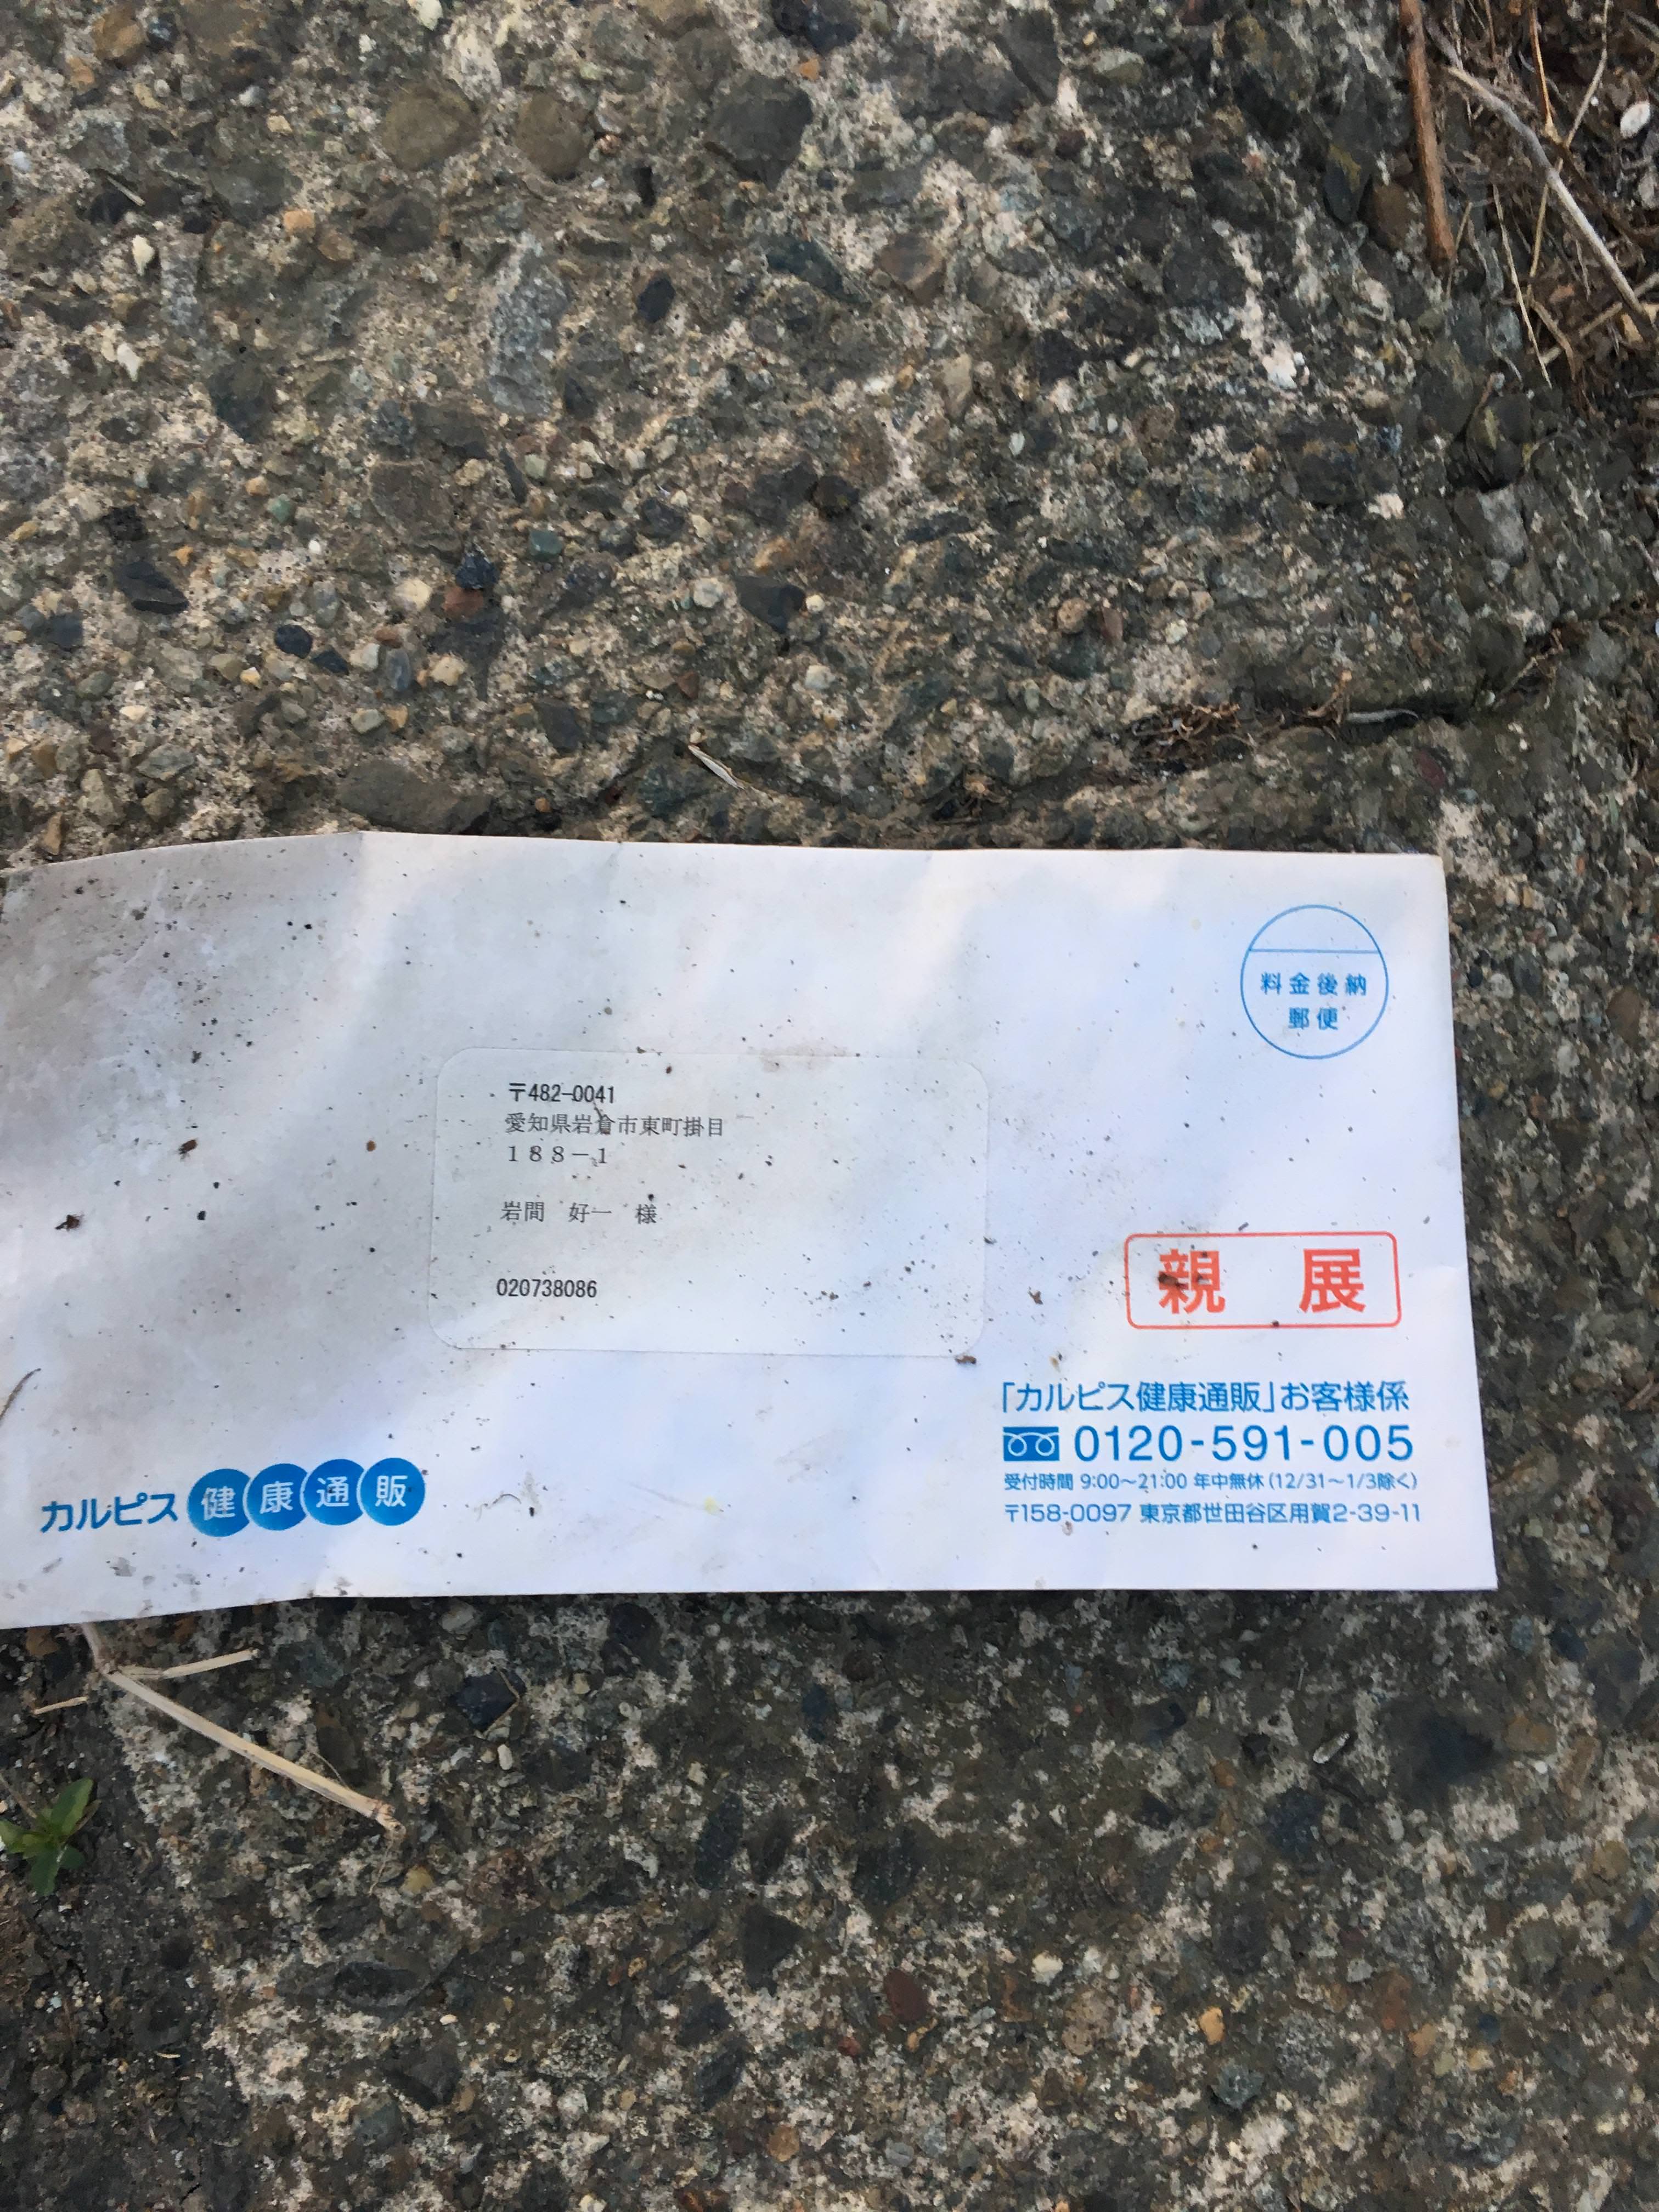 料金後納
郵便
〒482-0041
愛知県岩倉市東町掛目
188-1
岩間 好一 様
020738086
親 展
「カルピス健康通販」お客様係
0120-591-005
受付時間 9:00〜21:00 年中無休(12/31〜1/3除く)
〒158-0097 東京都世田谷区用賀2-39-11
カルピス健康通販